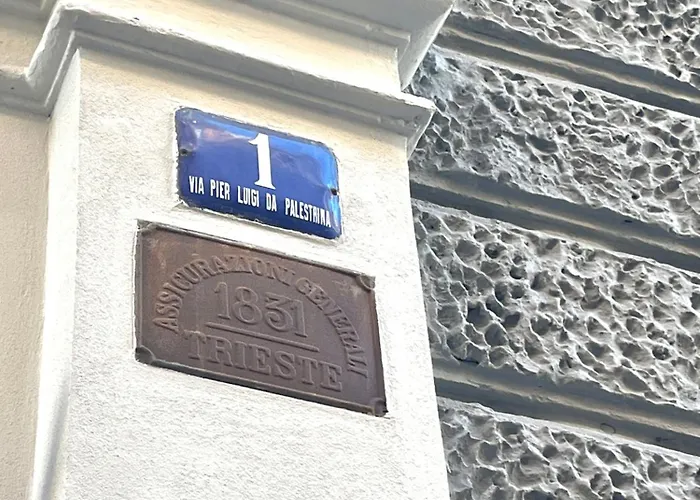 1
VIA PIER LUIGI DA PALESTRINA
ASSICURAZIONI GENERALI
1831
TRIESTE